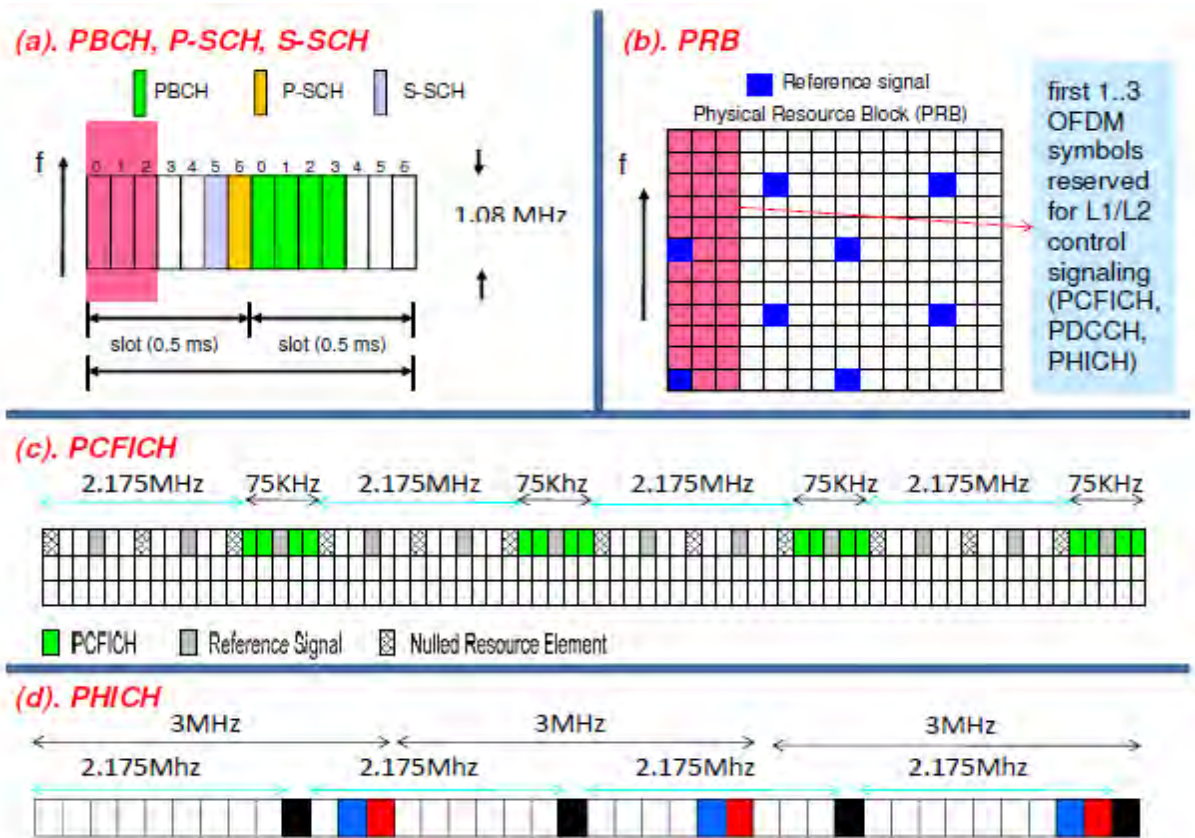 (a). PBCH, P-SCH, S-SCH
PBCH P-SCH S-SCH
f
0 1 2 3 4 5 6 0 1 2 3 4 5 6
1.08 MHz
slot (0.5 ms) slot (0.5 ms)
(b). PRB
Reference signal
Physical Resource Block (PRB)
f
first 1..3
OFDM
symbols
reserved
for L1/L2
control
signaling
(PCFICH,
PDCCH,
PHICH)
(c). PCFICH
2.175MHz 75KHz 2.175MHz 75Khz 2.175MHz 75KHz 2.175MHz 75KHz
PCFICH Reference Signal Nulled Resource Element
(d). PHICH
3MHz 3MHz 3MHz
2.175Mhz 2.175Mhz 2.175Mhz 2.175Mhz